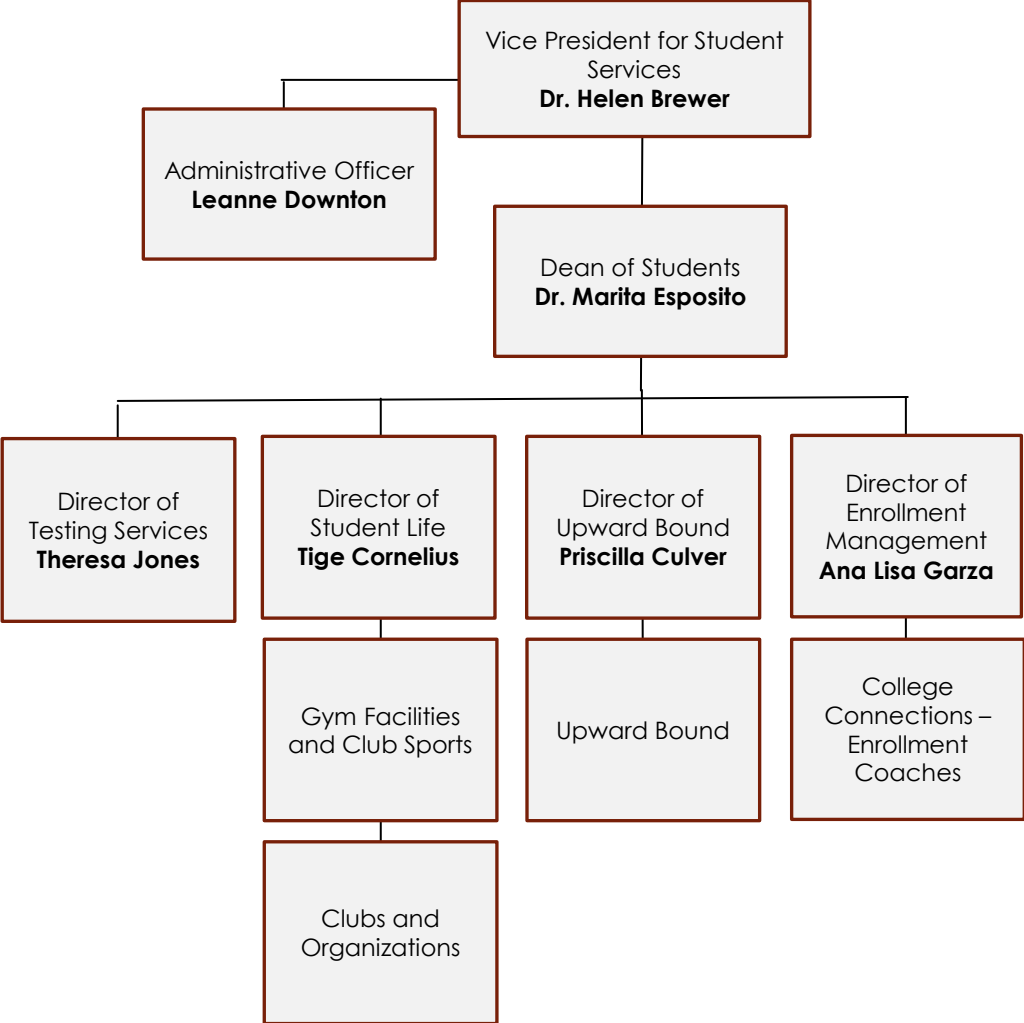 Vice President for Student
Services
Dr. Helen Brewer
Administrative Officer
Leanne Downton
Dean of Students
Dr. Marita Esposito
Director of
Testing Services
Theresa Jones
Director of
Student Life
Tige Cornelius
Director of
Upward Bound
Priscilla Culver
Director of
Enrollment
Management
Ana Lisa Garza
Gym Facilities
and Club Sports
Upward Bound
College
Connections –
Enrollment
Coaches
Clubs and
Organizations